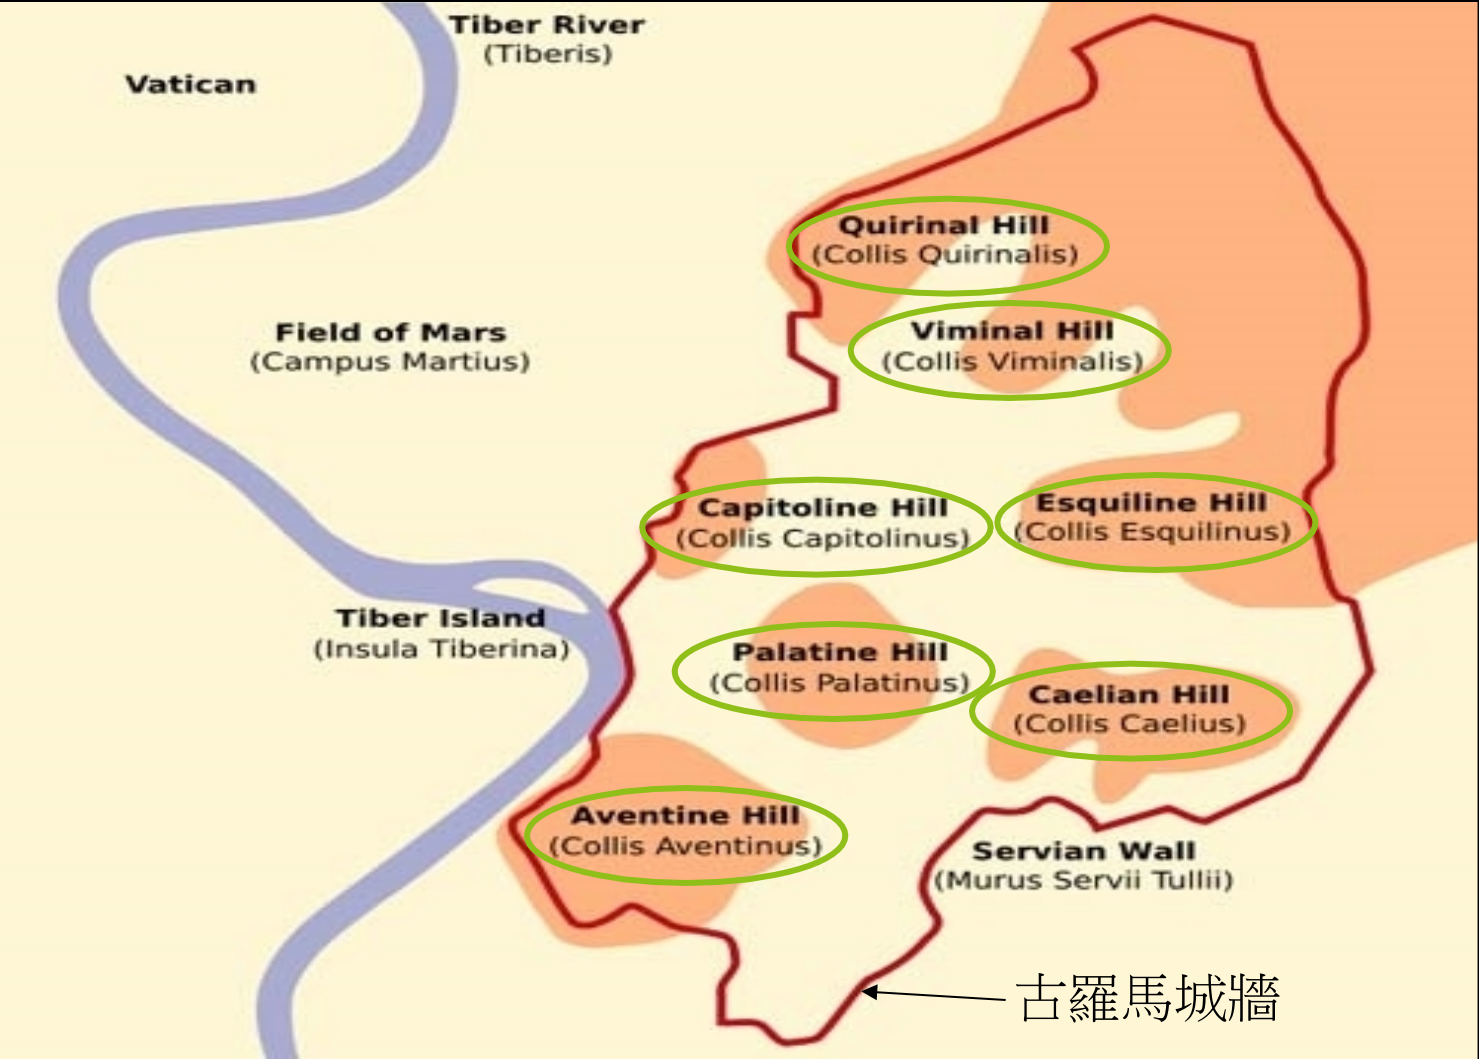 Tiber River
(Tiberis)
Vatican
Quirinal Hill
(Collis Quirinalis)
Field of Mars
(Campus Martius)
Viminal Hill
(Collis Viminalis)
Capitoline Hill
(Collis Capitolinus)
Esquiline Hill
(Collis Esquilinus)
Tiber Island
(Insula Tiberina)
Palatine Hill
(Collis Palatinus)
Caelian Hill
(Collis Caelius)
Aventine Hill
(Collis Aventinus)
Servian Wall
(Murus Servii Tullii)
古羅馬城牆